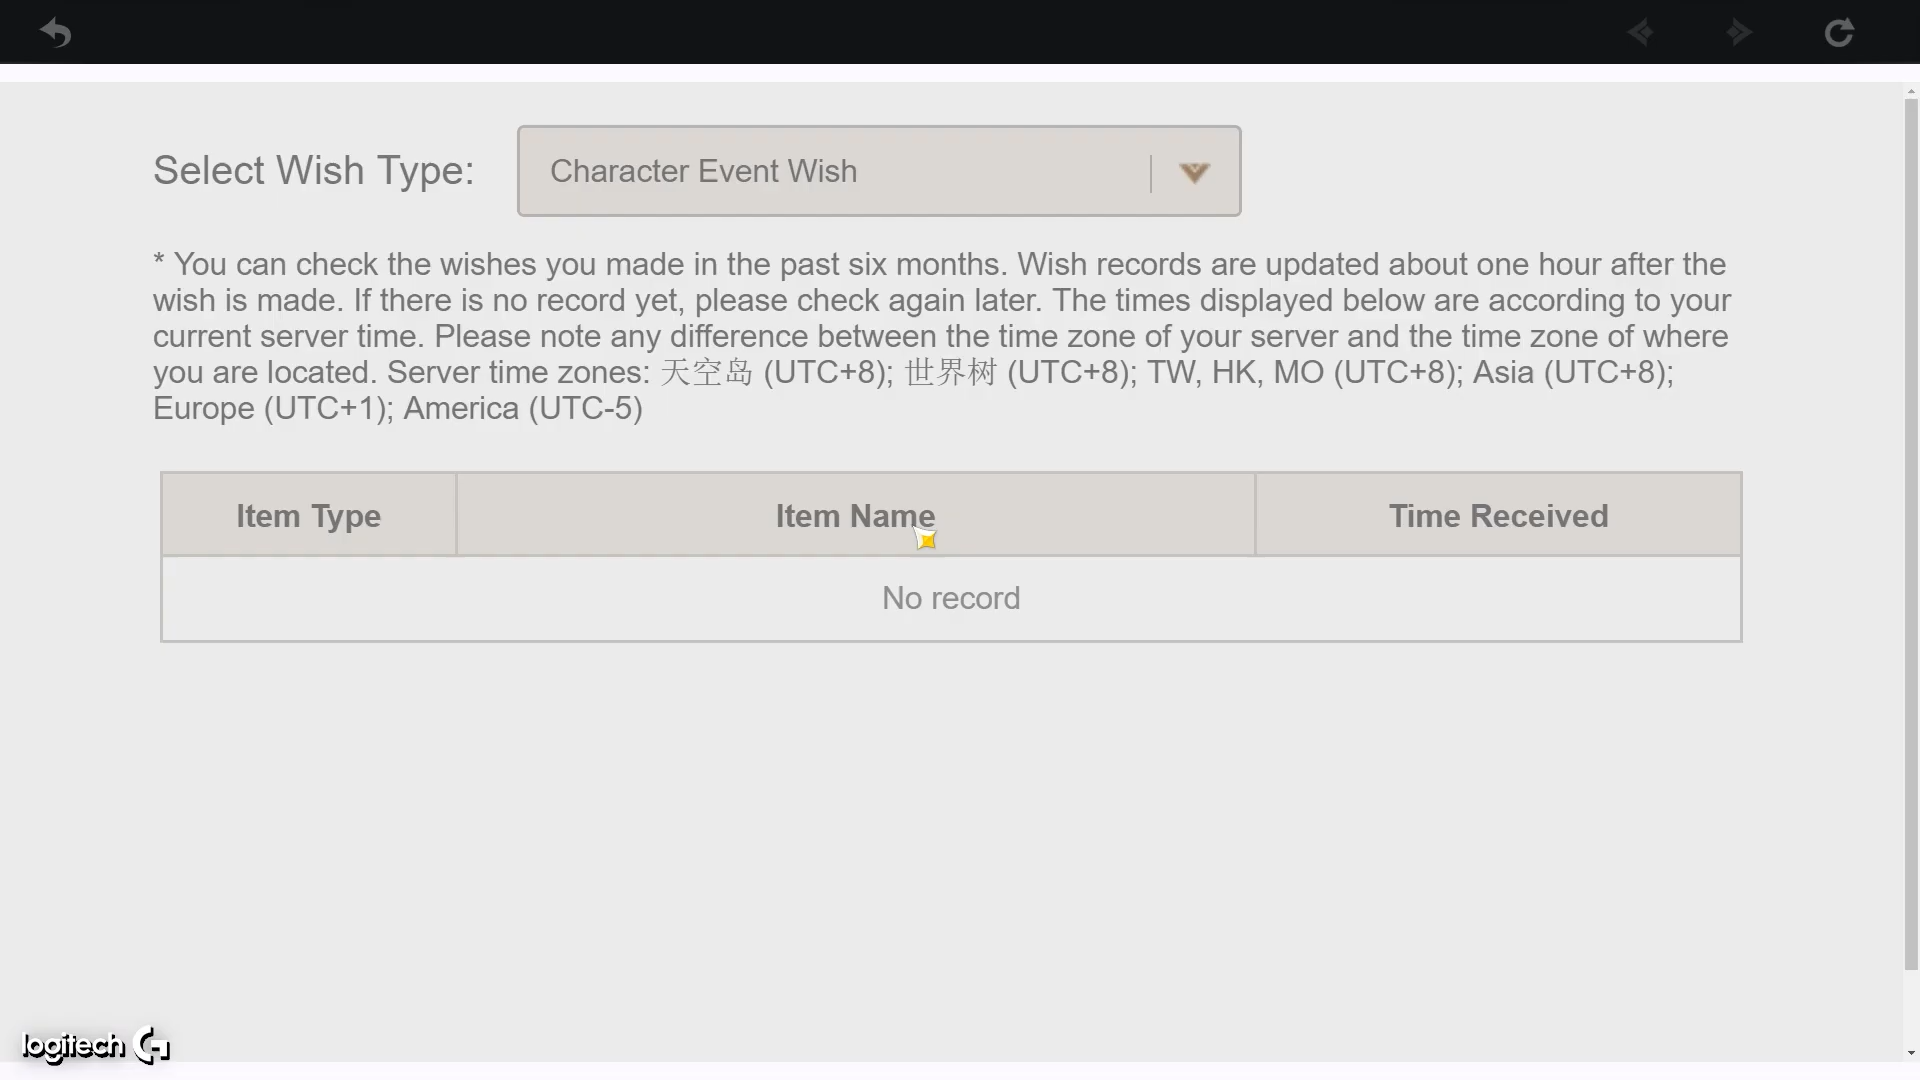 Select Wish Type:
Character Event Wish
* You can check the wishes you made in the past six months. Wish records are updated about one hour after the
wish is made. If there is no record yet, please check again later. The times displayed below are according to your
current server time. Please note any difference between the time zone of your server and the time zone of where
you are located. Server time zones: 天空岛 (UTC+8); 世界树 (UTC+8); TW, HK, MO (UTC+8); Asia (UTC+8);
Europe (UTC+1); America (UTC-5)
Item Type
Item Name
Time Received
No record
logitech G